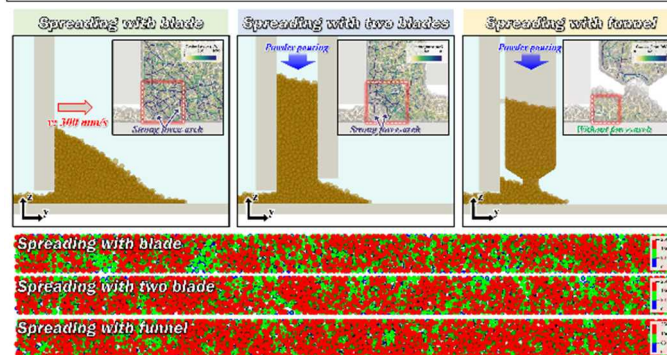 Spreading with blade
Spreading with two blades
Spreading with funnel
Powder pouring
Powder pouring
v= 300 mm/s
Strong force-arch
Strong force-arch
Without force-arch
z
y
z
y
z
y
Spreading with blade
Spreading with two blade
Spreading with funnel